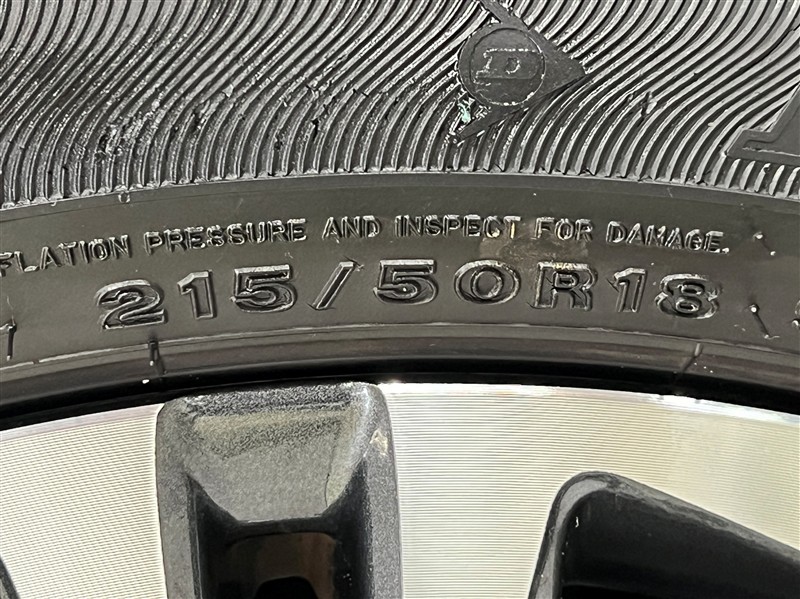 D
FLATION PRESSURE AND INSPECT FOR DAMAGE.
215/50R18